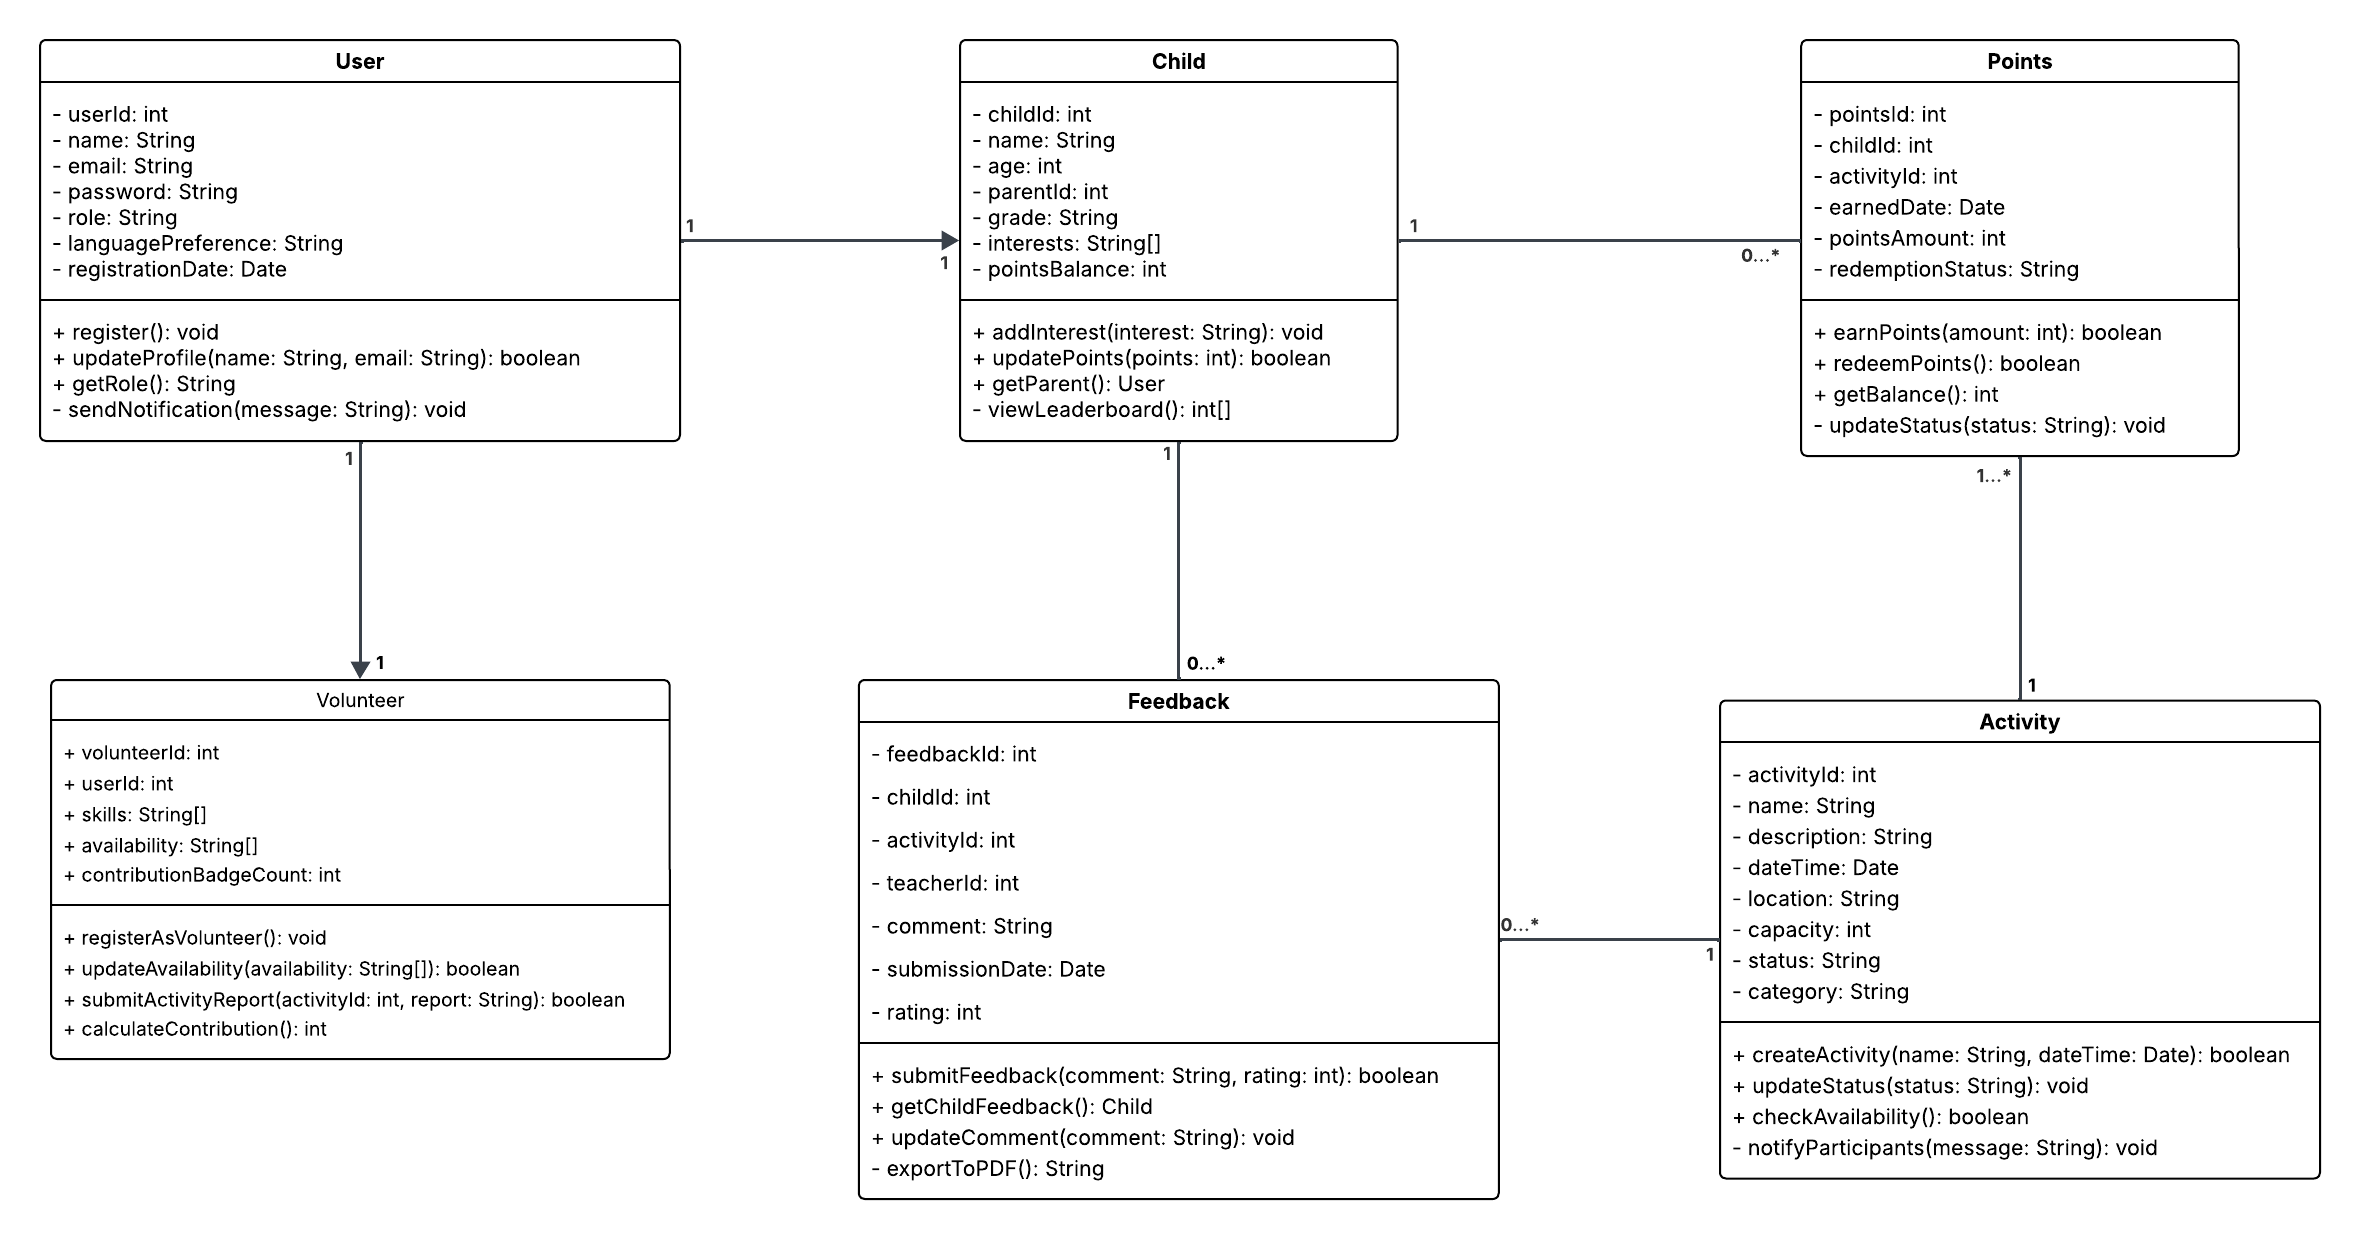 User
- userId: int
- name: String
- email: String
- password: String
- role: String
- languagePreference: String
- registrationDate: Date
+ register(): void
+ updateProfile(name: String, email: String): boolean
+ getRole(): String
- sendNotification(message: String): void
1
1
Child
- childId: int
- name: String
- age: int
- parentId: int
- grade: String
- interests: String[]
- pointsBalance: int
+ addInterest(interest: String): void
+ updatePoints(points: int): boolean
+ getParent(): User
- viewLeaderboard(): int[]
1
0...*
Points
- pointsId: int
- childId: int
- activityId: int
- earnedDate: Date
- pointsAmount: int
- redemptionStatus: String
+ earnPoints(amount: int): boolean
+ redeemPoints(): boolean
+ getBalance(): int
- updateStatus(status: String): void
1
1
1
0...*
1...*
1
Volunteer
+ volunteerId: int
+ userId: int
+ skills: String[]
+ availability: String[]
+ contributionBadgeCount: int
+ registerAsVolunteer(): void
+ updateAvailability(availability: String[]): boolean
+ submitActivityReport(activityId: int, report: String): boolean
+ calculateContribution(): int
Feedback
- feedbackId: int
- childId: int
- activityId: int
- teacherId: int
- comment: String
- submissionDate: Date
- rating: int
+ submitFeedback(comment: String, rating: int): boolean
+ getChildFeedback(): Child
+ updateComment(comment: String): void
- exportToPDF(): String
0...*
1
Activity
- activityId: int
- name: String
- description: String
- dateTime: Date
- location: String
- capacity: int
- status: String
- category: String
+ createActivity(name: String, dateTime: Date): boolean
+ updateStatus(status: String): void
+ checkAvailability(): boolean
- notifyParticipants(message: String): void